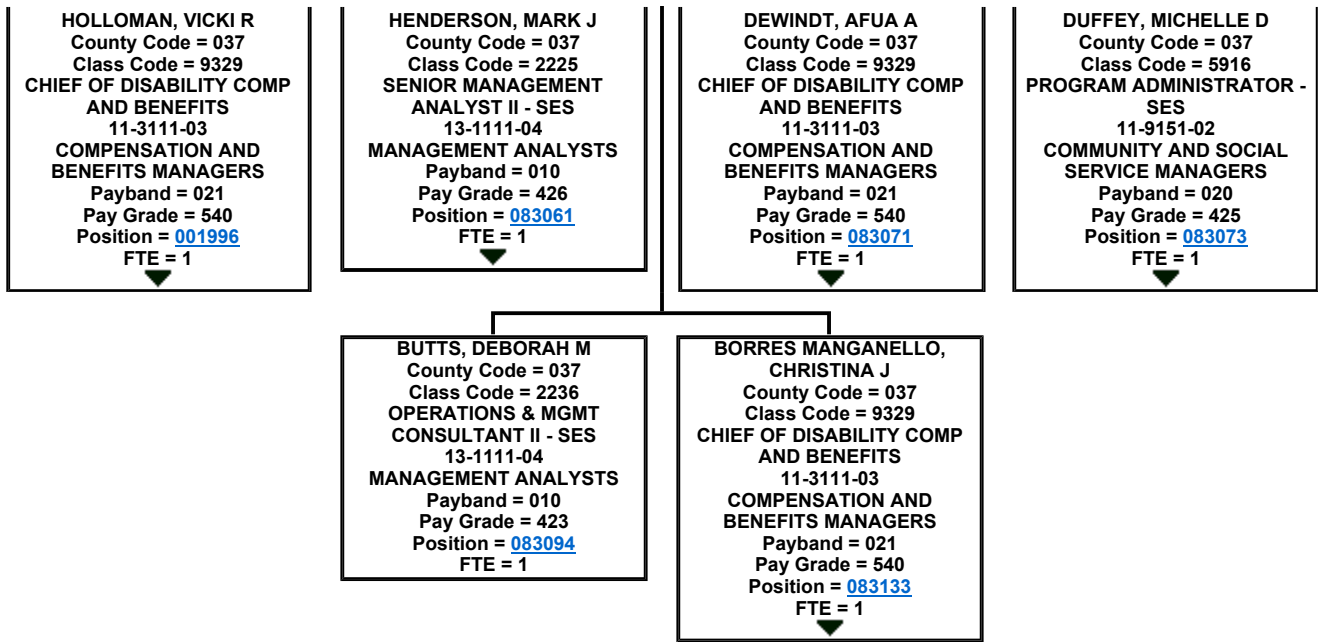 HOLLOMAN, VICKI R
County Code = 037
Class Code = 9329
CHIEF OF DISABILITY COMP
AND BENEFITS
11-3111-03
COMPENSATION AND
BENEFITS MANAGERS
Payband = 021
Pay Grade = 540
Position = 001996
FTE = 1
HENDERSON, MARK J
County Code = 037
Class Code = 2225
SENIOR MANAGEMENT
ANALYST II - SES
13-1111-04
MANAGEMENT ANALYSTS
Payband = 010
Pay Grade = 426
Position = 083061
FTE = 1
DEWINDT, AFUA A
County Code = 037
Class Code = 9329
CHIEF OF DISABILITY COMP
AND BENEFITS
11-3111-03
COMPENSATION AND
BENEFITS MANAGERS
Payband = 021
Pay Grade = 540
Position = 083071
FTE = 1
DUFFEY, MICHELLE D
County Code = 037
Class Code = 5916
PROGRAM ADMINISTRATOR -
SES
11-9151-02
COMMUNITY AND SOCIAL
SERVICE MANAGERS
Payband = 020
Pay Grade = 425
Position = 083073
FTE = 1
BUTTS, DEBORAH M
County Code = 037
Class Code = 2236
OPERATIONS & MGMT
CONSULTANT II - SES
13-1111-04
MANAGEMENT ANALYSTS
Payband = 010
Pay Grade = 423
Position = 083094
FTE = 1
BORRES MANGANELLO,
CHRISTINA J
County Code = 037
Class Code = 9329
CHIEF OF DISABILITY COMP
AND BENEFITS
11-3111-03
COMPENSATION AND
BENEFITS MANAGERS
Payband = 021
Pay Grade = 540
Position = 083133
FTE = 1